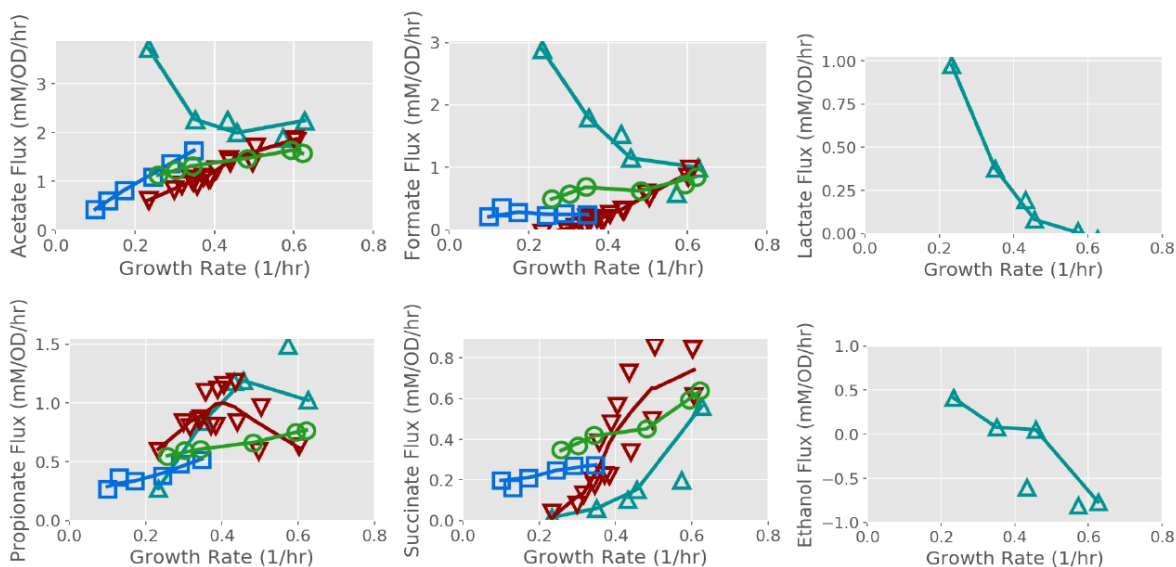 Acetate Flux (mM/OD/hr)
3
2
1
0
0.0 0.2 0.4 0.6 0.8
Growth Rate (1/hr)
Formate Flux (mM/OD/hr)
3
2
1
0
0.0 0.2 0.4 0.6 0.8
Growth Rate (1/hr)
Lactate Flux (mM/OD/hr)
1.00
0.75
0.50
0.25
0.00
0.0 0.2 0.4 0.6 0.8
Growth Rate (1/hr)
Propionate Flux (mM/OD/hr)
1.5
1.0
0.5
0.0
0.0 0.2 0.4 0.6 0.8
Growth Rate (1/hr)
Succinate Flux (mM/OD/hr)
0.8
0.6
0.4
0.2
0.0
0.0 0.2 0.4 0.6 0.8
Growth Rate (1/hr)
Ethanol Flux (mM/OD/hr)
1.0
0.5
0.0
−0.5
−1.0
0.0 0.2 0.4 0.6 0.8
Growth Rate (1/hr)